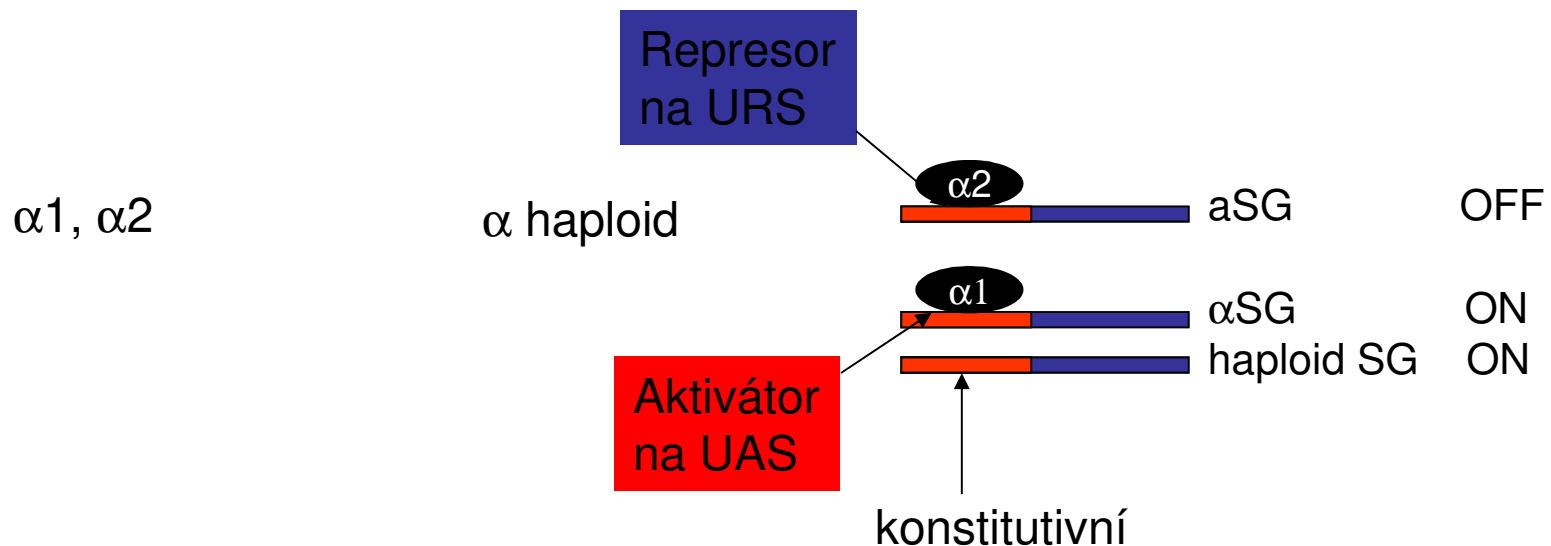 Represor
na URS
α1, α2
α haploid
α2
aSG OFF
α1
αSG ON
haploid SG ON
Aktivátor
na UAS
konstitutivní